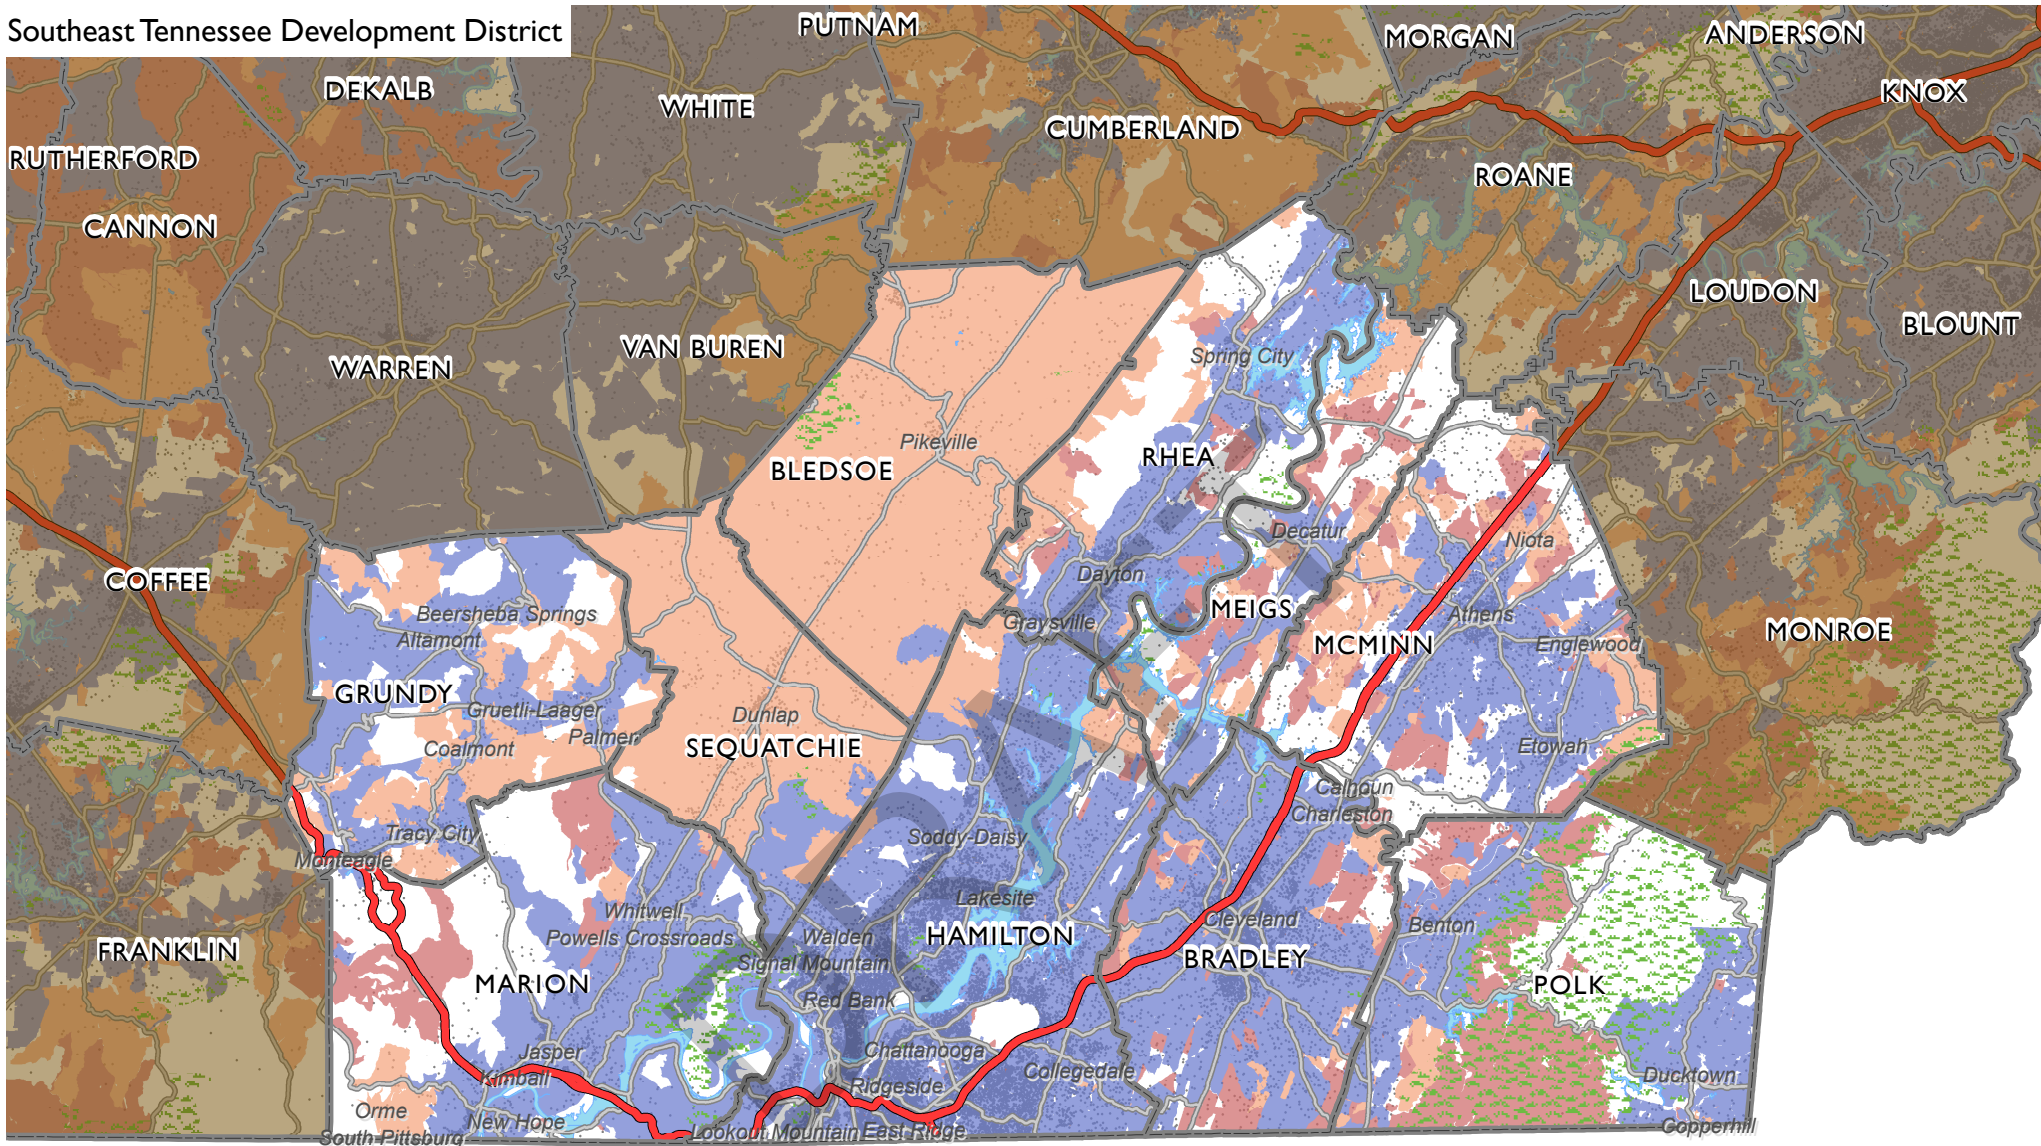 Southeast Tennessee Development District
PUTNAM
MORGAN
ANDERSON
DEKALB
WHITE
KNOX
CUMBERLAND
RUTHERFORD
ROANE
CANNON
LOUDON
BLOUNT
VAN BUREN
WARREN
Spring City
Pikeville
BLEDSOE
RHEA
Decatur
Niota
COFFEE
Dayton
Beersheba Springs
MEIGS
Athens
Graysville
Altamont
MCMINN
Englewood
MONROE
GRUNDY
Gruetli-Laager
Dunlap
Palmer
Coalmont
SEQUATCHIE
Etowah
Calhoun
Charleston
Tracy City
Soddy-Daisy
Monteagle
Lakesite
Whitwell
Cleveland
Benton
Powells Crossroads
Walden
HAMILTON
FRANKLIN
Signal Mountain
BRADLEY
MARION
POLK
Red Bank
Jasper
Chattanooga
Kimball
Ridgeside
Collegedale
Ducktown
Orme
New Hope
South Pittsburg
Lookout Mountain
East Ridge
Copperhill
DRAFT